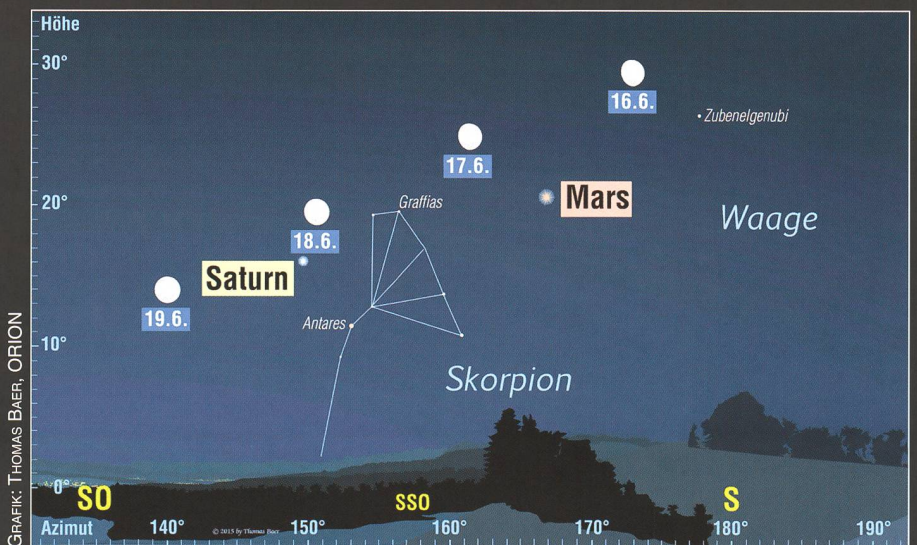 Höhe
30°
16.6.
Zubenelgenubi
17.6.
20°
Graffias
Mars
Waage
18.6.
Saturn
19.6.
Antares
10°
Skorpion
0°
SO
SSO
S
Azimut
140°
© 2015 by Thomas Baer
150°
160°
170°
180°
190°
GRAFIK: THOMAS BAER, ORION